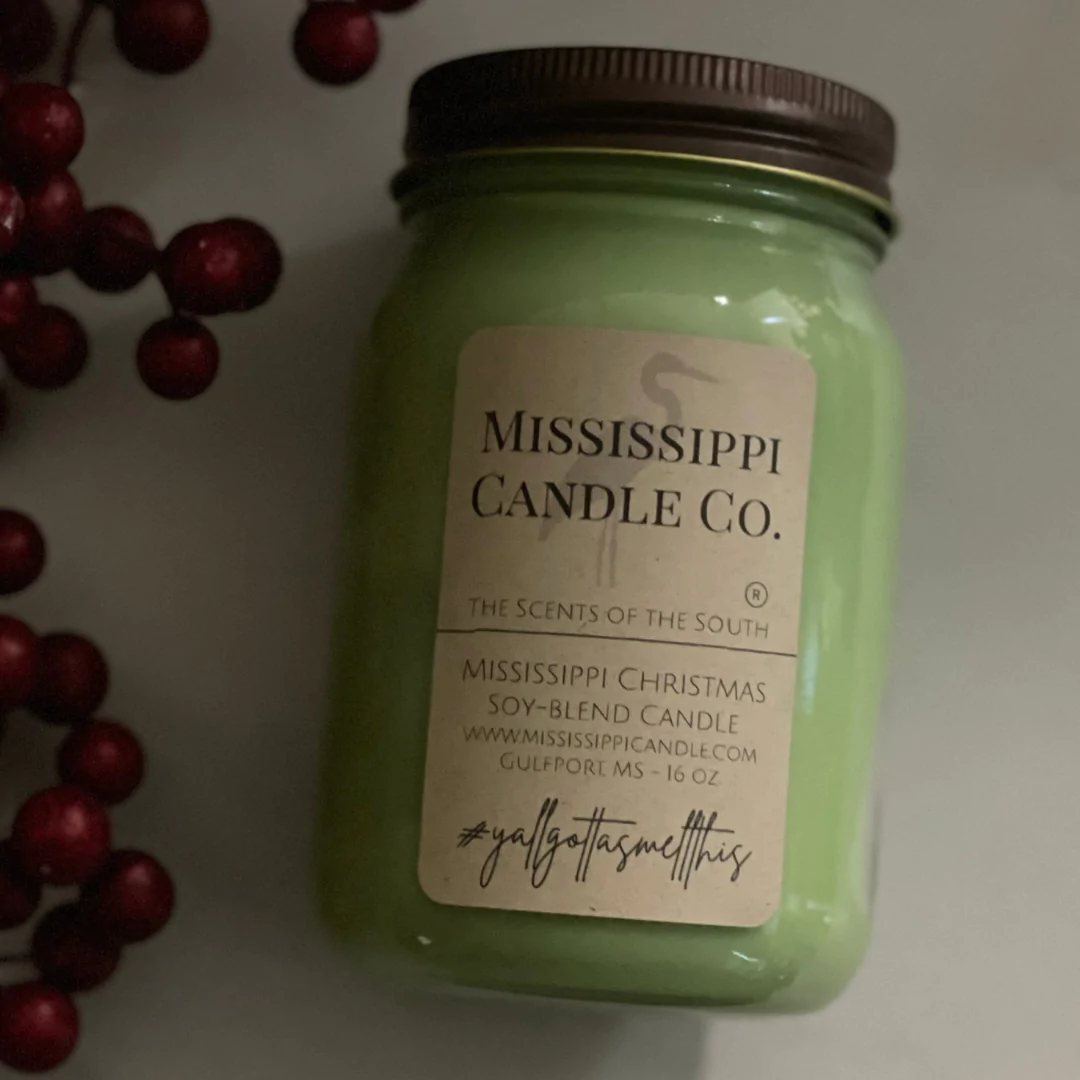 MISSISSIPPI
CANDLE CO.
®
THE SCENTS OF THE SOUTH
MISSISSIPPI CHRISTMAS
SOY-BLEND CANDLE
WWW.MISSISSIPPICANDLE.COM
GULFPORT, MS - 16 OZ
#yallgottasmellthis